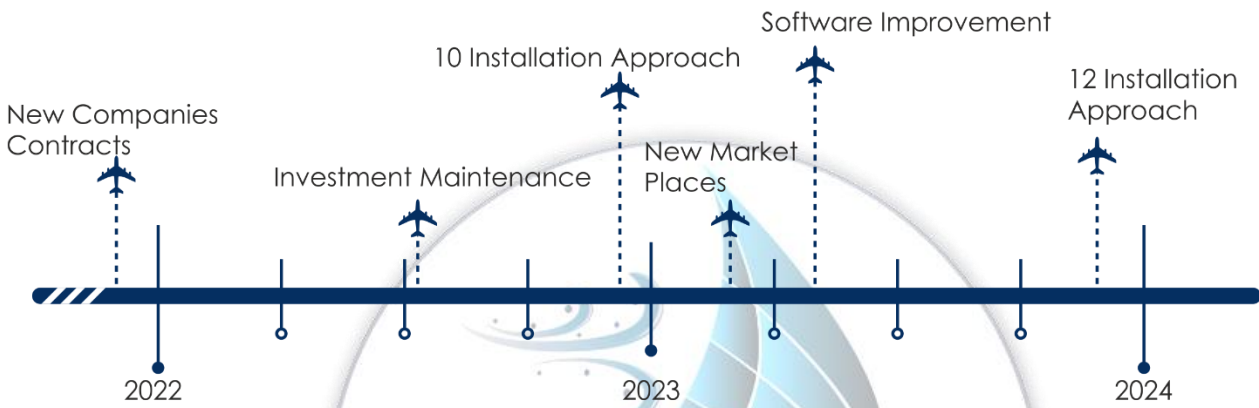 Software Improvement
10 Installation Approach
12 Installation
Approach
New Companies
Contracts
New Market
Places
Investment Maintenance
2022
2023
2024